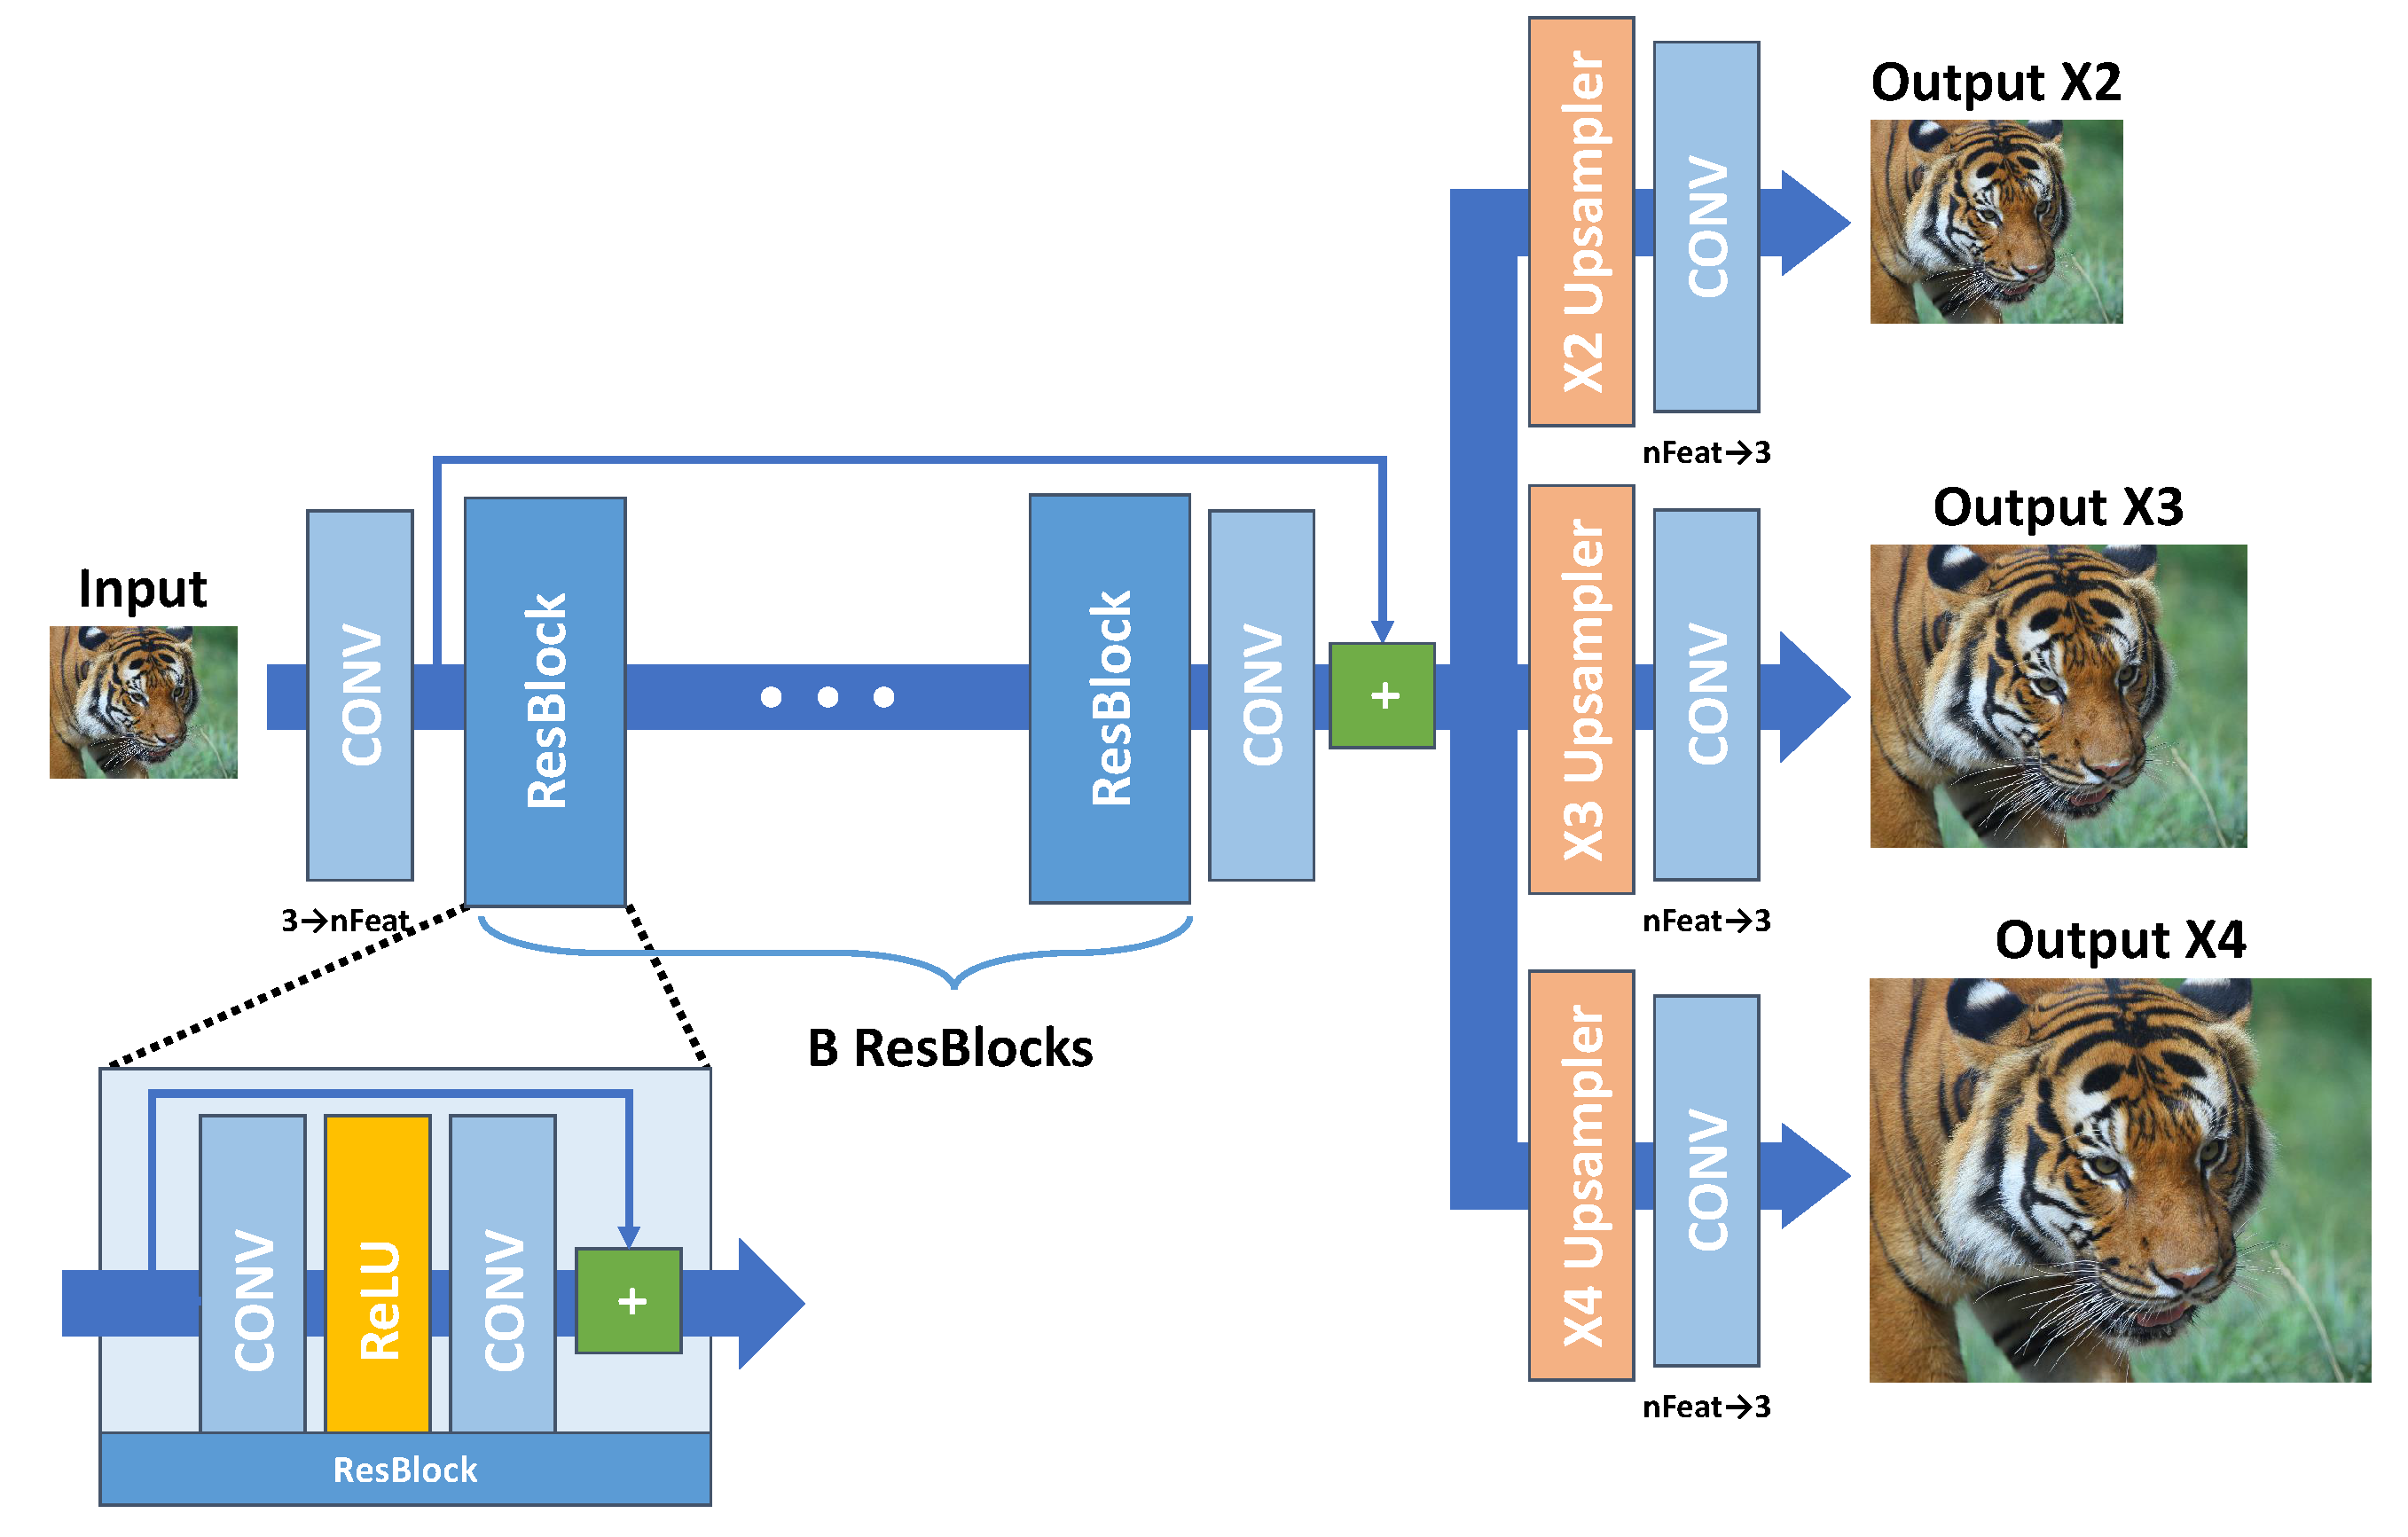 Input
CONV
3→nFeat
ResBlock
ResBlock
B ResBlocks
CONV
+
X2 Upsampler
CONV
nFeat→3
Output X2
X3 Upsampler
CONV
nFeat→3
Output X3
X4 Upsampler
CONV
nFeat→3
Output X4
CONV
ReLU
CONV
+
ResBlock